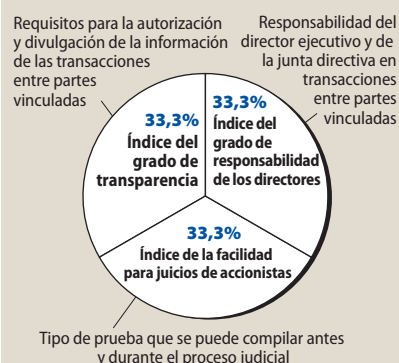 Requisitos para la autorización
y divulgación de la información
de las transacciones
entre partes
vinculadas
Responsabilidad del
director ejecutivo y de
la junta directiva en
transacciones
entre partes
vinculadas
33,3%
Índice del
grado de
transparencia
33,3%
Índice del
grado de
responsabilidad
de los directores
33,3%
Índice de la facilidad
para juicios de accionistas
Tipo de prueba que se puede compilar antes
y durante el proceso judicial